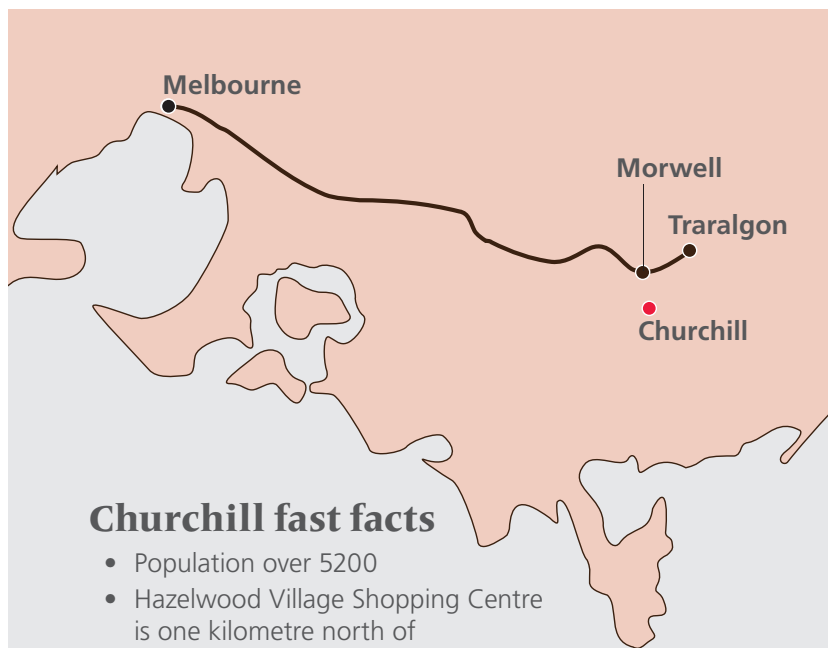 Melbourne
Morwell
Traralgon
Churchill
Churchill fast facts
• Population over 5200
• Hazelwood Village Shopping Centre
is one kilometre north of